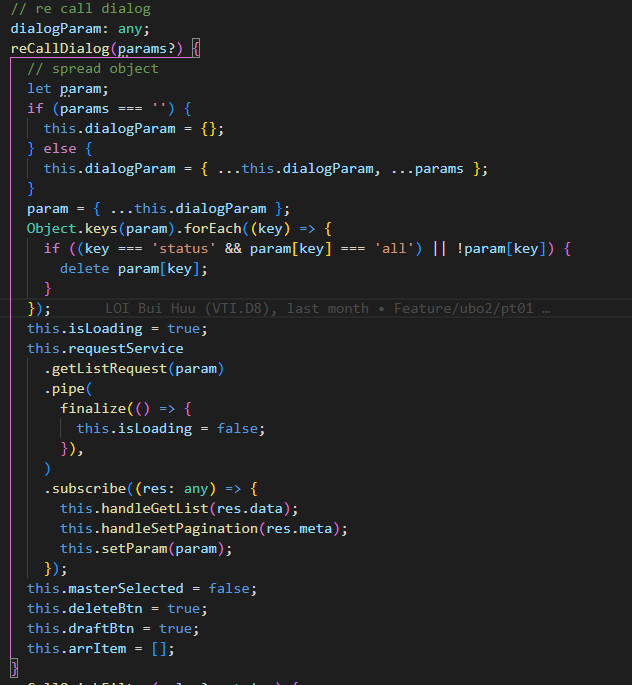 // re call dialog
dialogParam: any;
reCallDialog(params?) {
  // spread object
  let param;
  if (params === '') {
    this.dialogParam = {};
  } else {
    this.dialogParam = { ...this.dialogParam, ...params };
  }
  param = { ...this.dialogParam };
  Object.keys(param).forEach((key) => {
    if ((key === 'status' && param[key] === 'all') || !param[key]) {
      delete param[key];
    }
  });      LOI Bui Huu (VTI.D8), last month • Feature/ubo2/pt01 …
  this.isLoading = true;
  this.requestService
    .getListRequest(param)
    .pipe(
      finalize(() => {
        this.isLoading = false;
      }),
    )
    .subscribe((res: any) => {
      this.handleGetList(res.data);
      this.handleSetPagination(res.meta);
      this.setParam(param);
    });
  this.masterSelected = false;
  this.deleteBtn = true;
  this.draftBtn = true;
  this.arrItem = [];
}